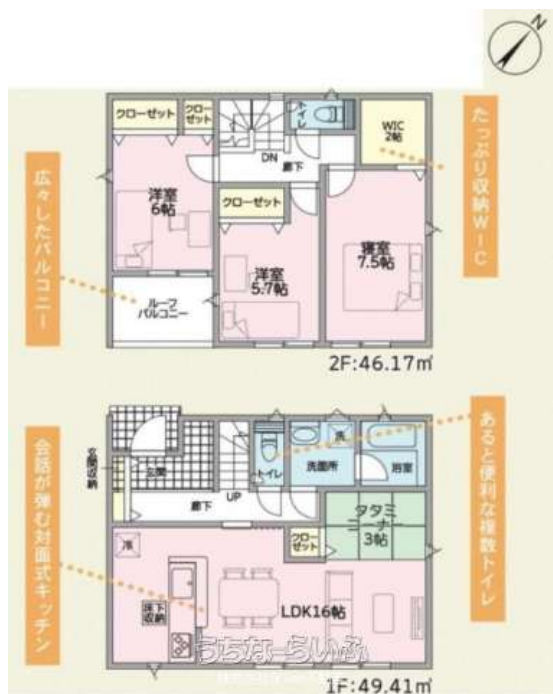 N
クローゼット
クロー
ゼット
トイレ
WIC
2帖
DN
廊下
洋室
6帖
クローゼット
洋室
5.7帖
寝室
7.5帖
ルーフ
バルコニー
2F:46.17㎡
たっぷり収納WIC
広々したバルコニー
玄関収納
玄関
トイレ
洗
洗面所
浴室
UP
廊下
タタミ
コーナー
3帖
クロー
ゼット
冷
床下
収納
LDK16帖
うちなーらいふ
1F:49.41㎡
会話が弾む対面式キッチン
あると便利な複数トイレ